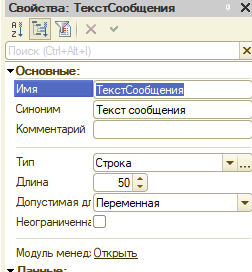 Свойства: ТекстСообщения
Поиск (Ctrl+Alt+I)
Основные:
Имя ТекстСообщения
Синоним Текст сообщения
Комментарий
Тип Строка
Длина 50
Допустимая дл Переменная
Неограниченна
Модуль менед: Открыть
Данные: